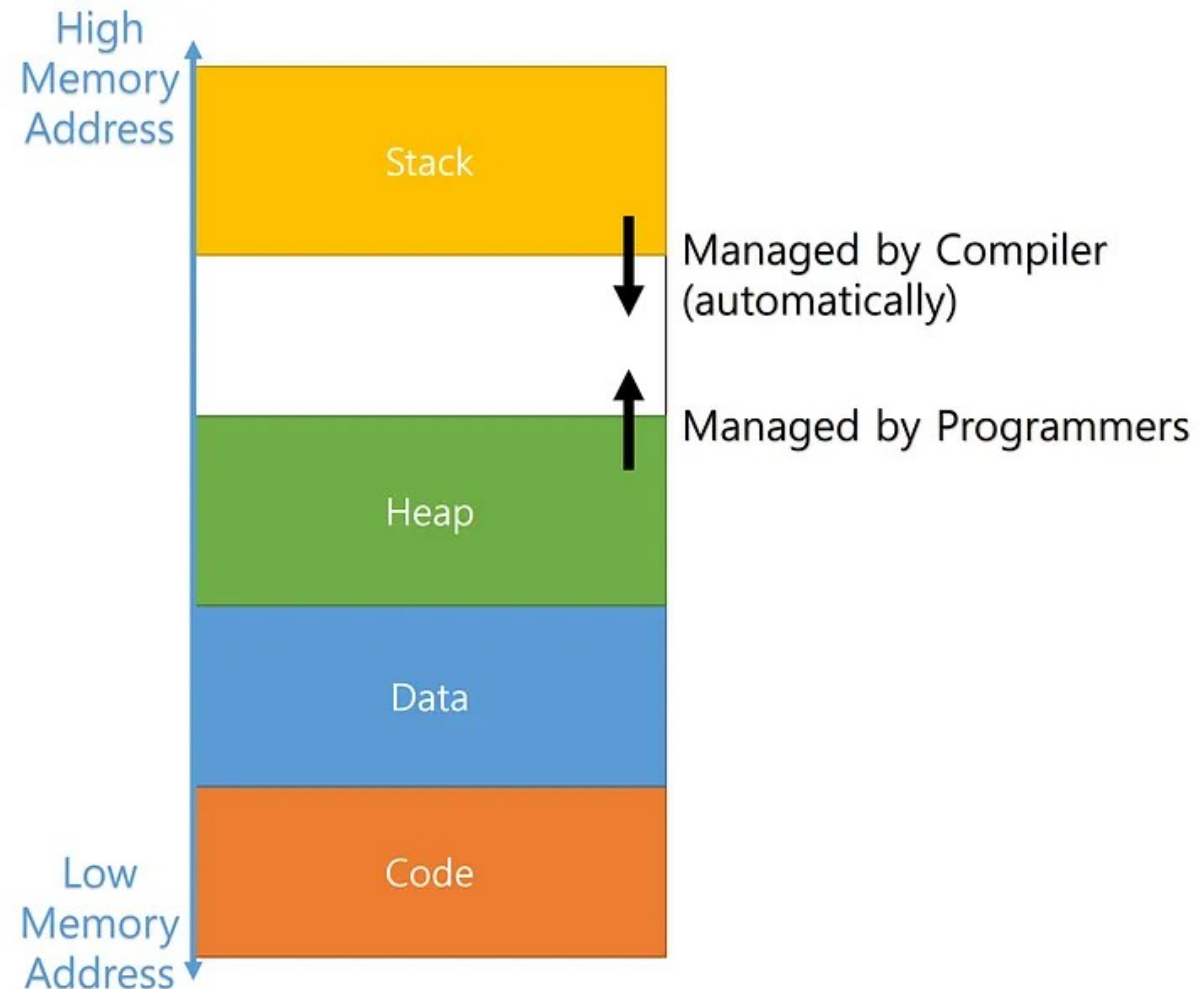 High
Memory
Address
Stack
Managed by Compiler
(automatically)
Managed by Programmers
Heap
Data
Code
Low
Memory
Address